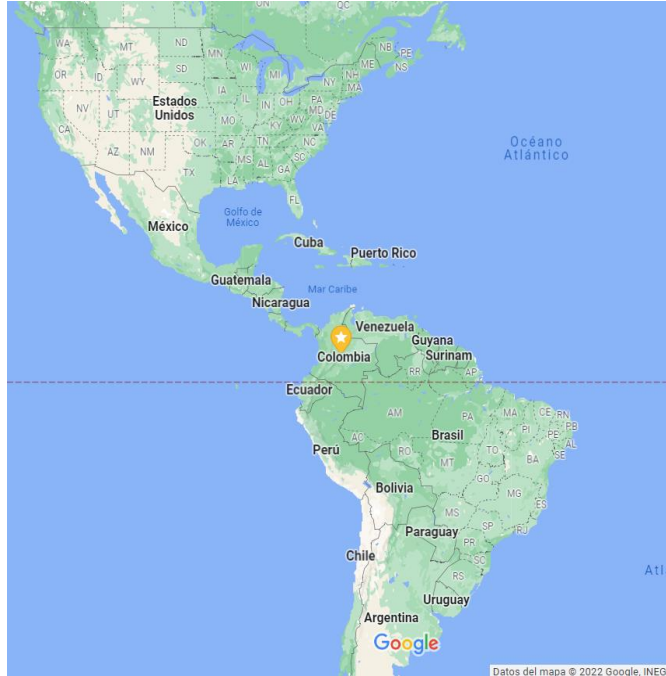 ON
QC
WA
MT
ND
MN
NB
PE
OR
ID
SD
WI
MI
ME
NS
WY
NY
NH
MA
IA
NV
UT
Estados
Unidos
IL
IN
OH
PA
MD
DE
MO
KY
WV
VA
CA
AZ
NM
OK
AR
TN
NC
MS
AL
SC
GA
TX
LA
FL
Océano
Atlántico
Golfo de
México
México
Cuba
Puerto Rico
Guatemala
Mar Caribe
Nicaragua
Venezuela
Guyana
Colombia
Surinam
RR
AP
Ecuador
AM
PA
MA
CE
RN
PI
PB
PE
AC
Perú
RO
Brasil
TO
AL
SE
MT
BA
GO
Bolivia
MG
MS
ES
SP
Paraguay
RJ
PR
Chile
SC
Atl
RS
Uruguay
Argentina
Google
Datos del mapa © 2022 Google, INEG